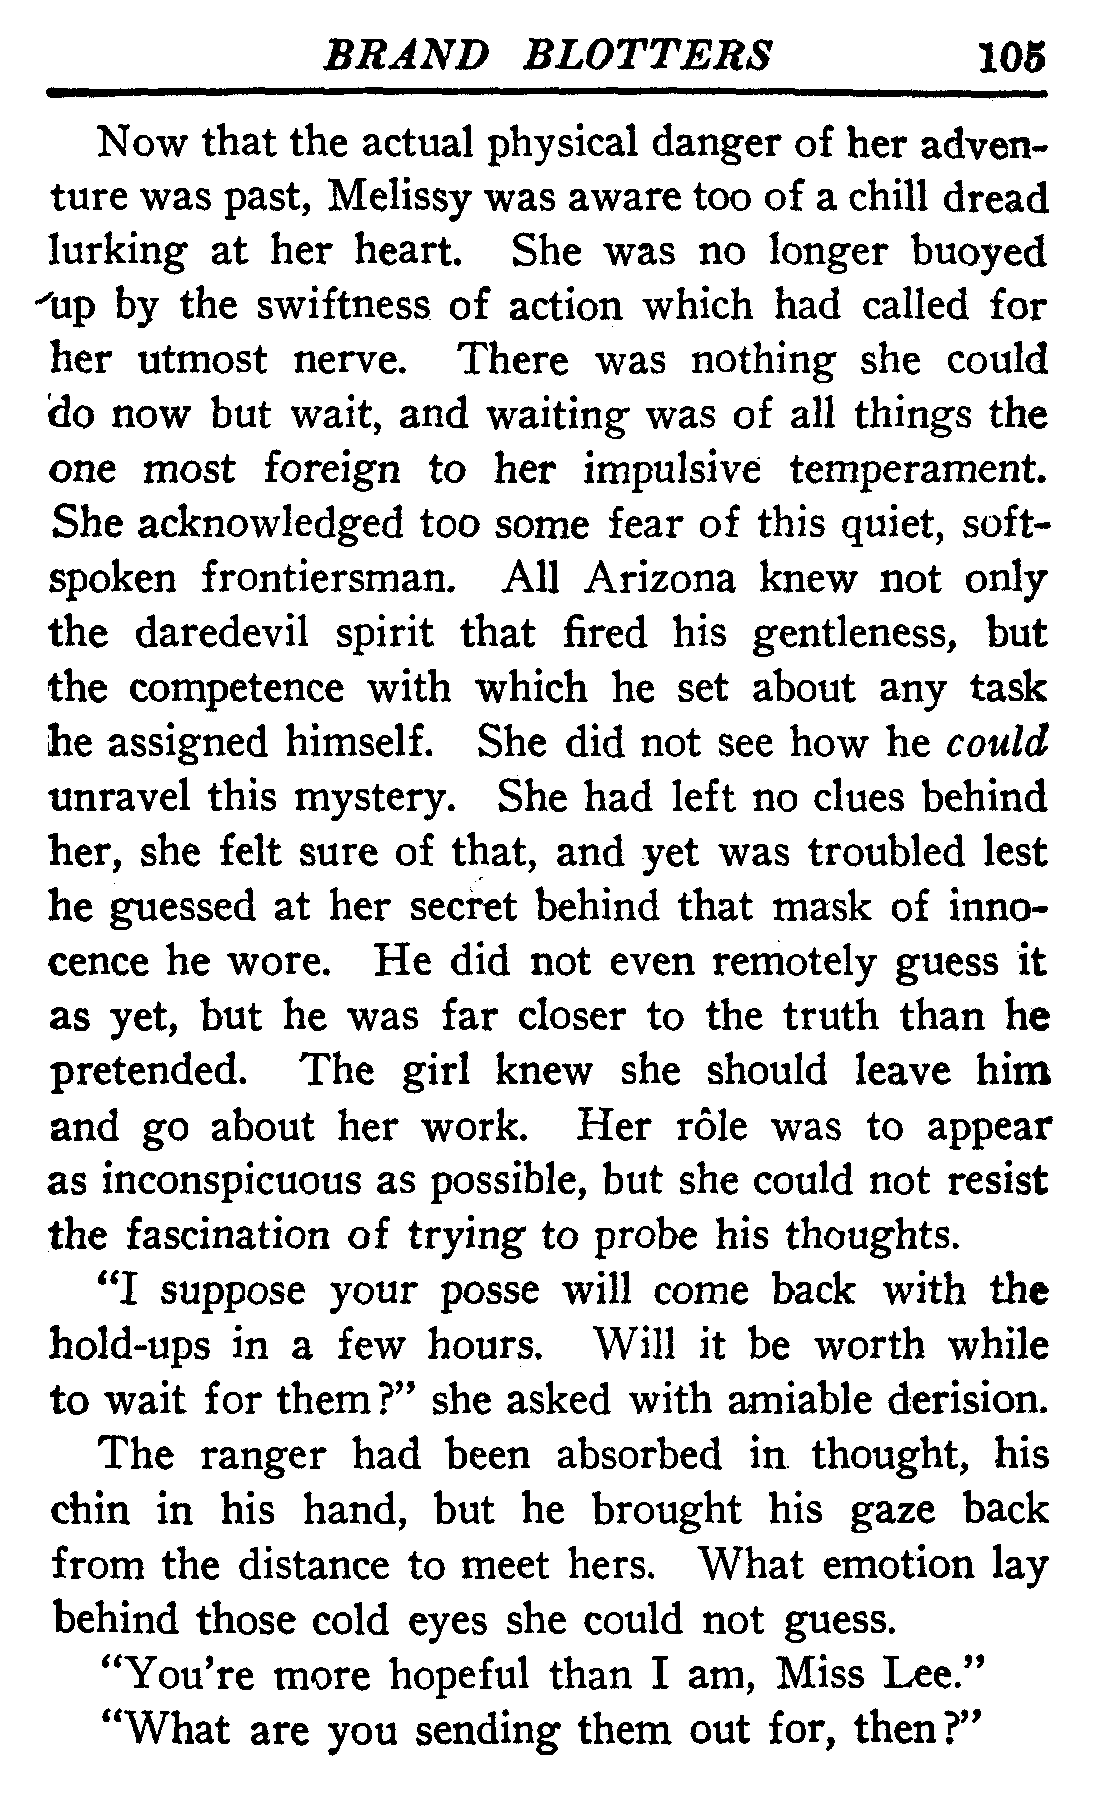 BRAND BLOTTERS 105
Now that the actual physical danger of her adven-
ture was past, Melissy was aware too of a chill dread
lurking at her heart. She was no longer buoyed
up by the swiftness of action which had called for
her utmost nerve. There was nothing she could
do now but wait, and waiting was of all things the
one most foreign to her impulsive temperament.
She acknowledged too some fear of this quiet, soft-
spoken frontiersman. All Arizona knew not only
the daredevil spirit that fired his gentleness, but
the competence with which he set about any task
he assigned himself. She did not see how he could
unravel this mystery. She had left no clues behind
her, she felt sure of that, and yet was troubled lest
he guessed at her secret behind that mask of inno-
cence he wore. He did not even remotely guess it
as yet, but he was far closer to the truth than he
pretended. The girl knew she should leave him
and go about her work. Her rôle was to appear
as inconspicuous as possible, but she could not resist
the fascination of trying to probe his thoughts.
“I suppose your posse will come back with the
hold-ups in a few hours. Will it be worth while
to wait for them?” she asked with amiable derision.
The ranger had been absorbed in thought, his
chin in his hand, but he brought his gaze back
from the distance to meet hers. What emotion lay
behind those cold eyes she could not guess.
“You’re more hopeful than I am, Miss Lee.”
“What are you sending them out for, then?”